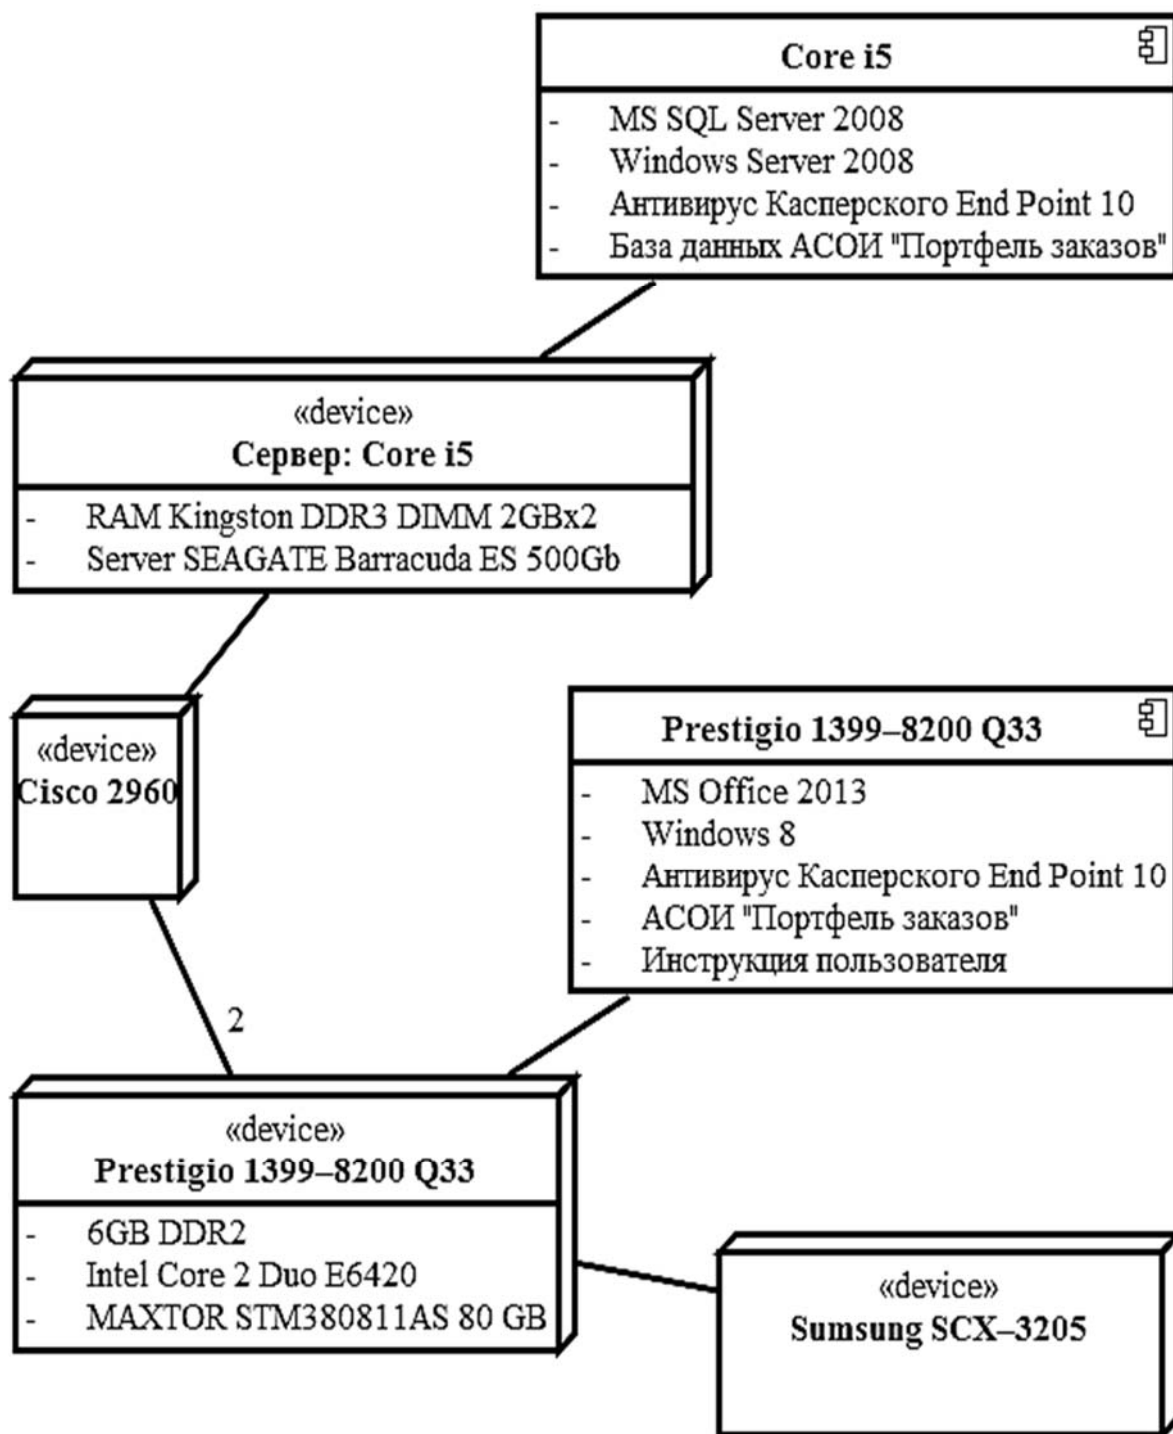 Core i5
- MS SQL Server 2008
- Windows Server 2008
- Антивирус Касперского End Point 10
- База данных АСОИ "Портфель заказов"
«device»
Сервер: Core i5
- RAM Kingston DDR3 DIMM 2GBx2
- Server SEAGATE Barracuda ES 500Gb
«device»
Cisco 2960
Prestigio 1399–8200 Q33
- MS Office 2013
- Windows 8
- Антивирус Касперского End Point 10
- АСОИ "Портфель заказов"
- Инструкция пользователя
2
«device»
Prestigio 1399–8200 Q33
- 6GB DDR2
- Intel Core 2 Duo E6420
- MAXTOR STM380811AS 80 GB
«device»
Sumsung SCX–3205